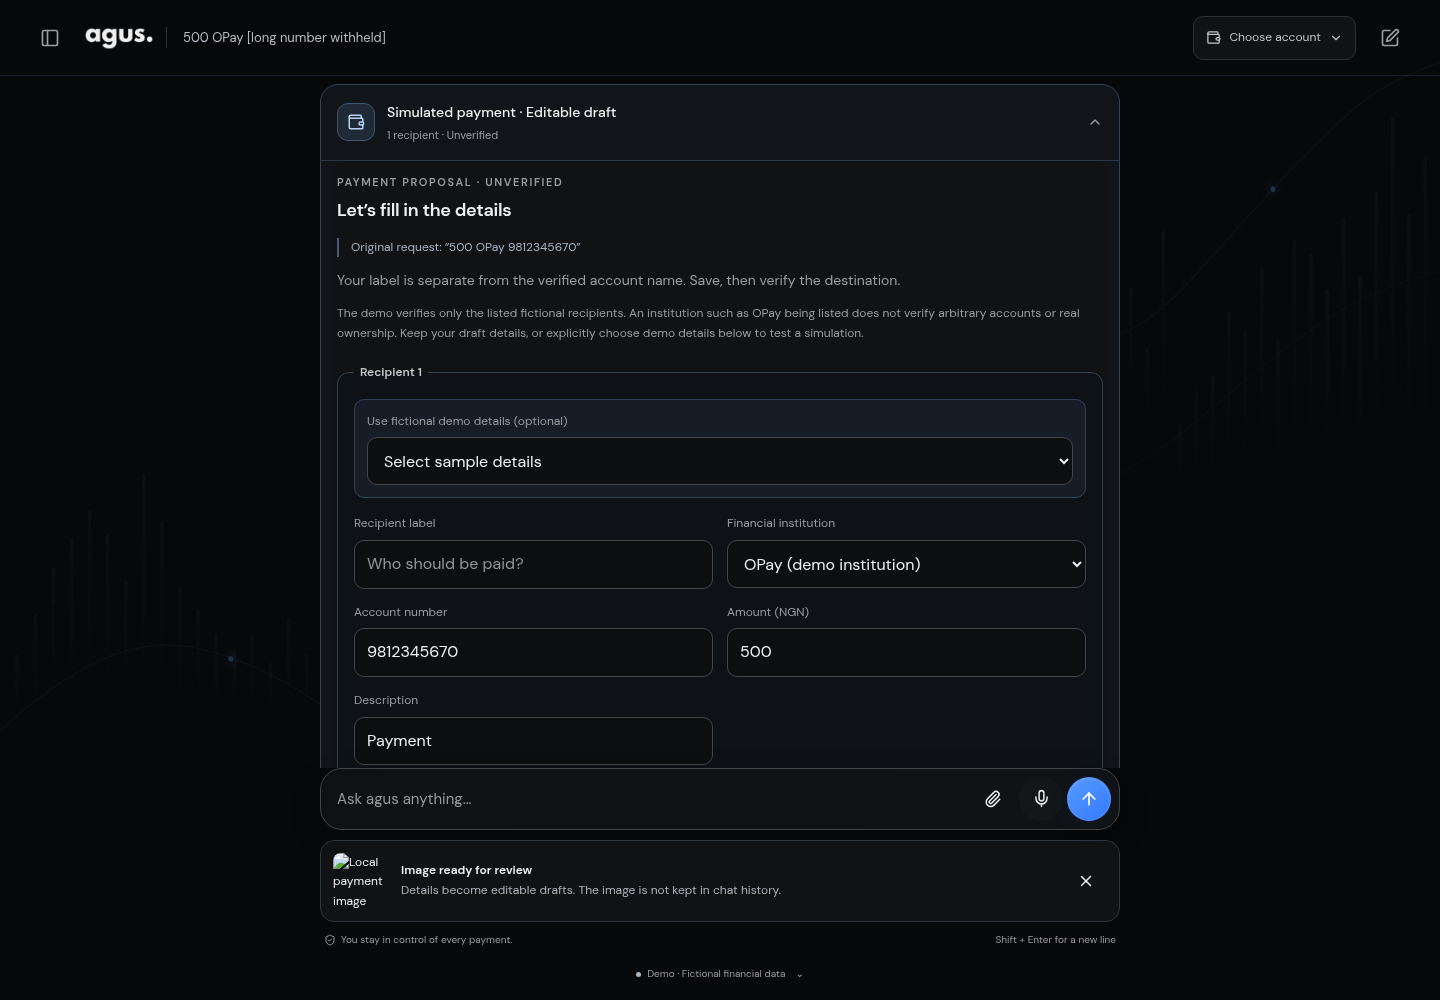 agus.
500 OPay [long number withheld]
Choose account
Simulated payment · Editable draft
1 recipient · Unverified
PAYMENT PROPOSAL · UNVERIFIED
Let’s fill in the details
Original request: “500 OPay 9812345670”
Your label is separate from the verified account name. Save, then verify the destination.
The demo verifies only the listed fictional recipients. An institution such as OPay being listed does not verify arbitrary accounts or real
ownership. Keep your draft details, or explicitly choose demo details below to test a simulation.
Recipient 1
Use fictional demo details (optional)
Select sample details
Recipient label
Financial institution
Who should be paid?
OPay (demo institution)
Account number
Amount (NGN)
9812345670
500
Description
Payment
Ask agus anything...
Local
payment
image
Image ready for review
Details become editable drafts. The image is not kept in chat history.
You stay in control of every payment.
Shift + Enter for a new line
Demo · Fictional financial data